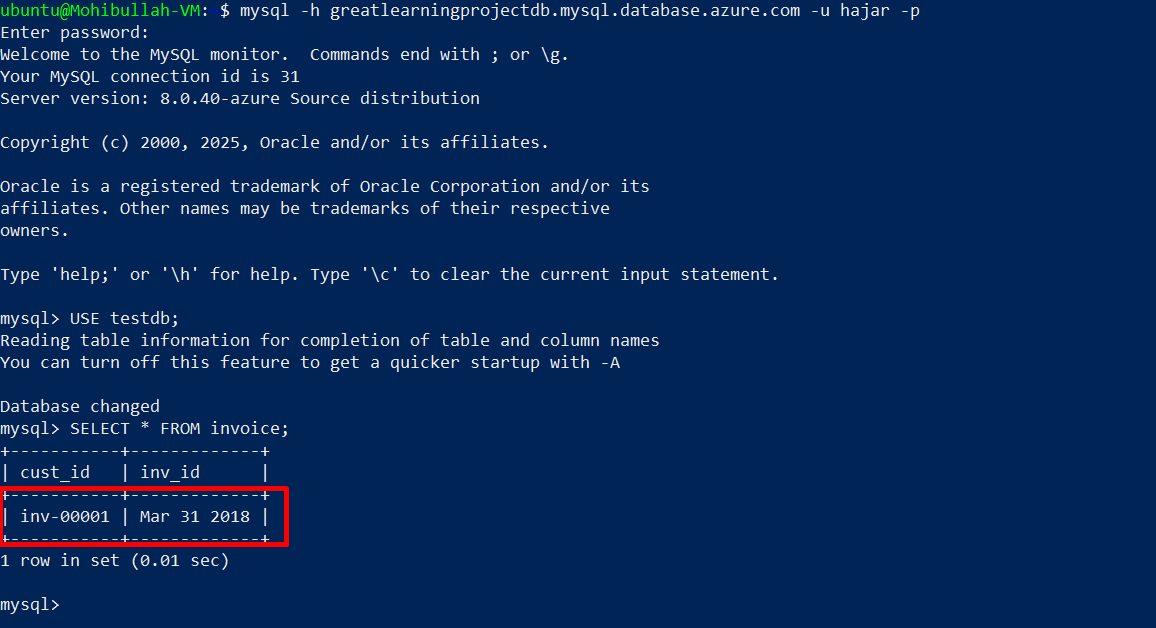 ubuntu@Mohibullah-VM:~$ mysql -h greatlearningprojectdb.mysql.database.azure.com -u hajar -p
Enter password:
Welcome to the MySQL monitor.  Commands end with ; or \g.
Your MySQL connection id is 31
Server version: 8.0.40-azure Source distribution

Copyright (c) 2000, 2025, Oracle and/or its affiliates.

Oracle is a registered trademark of Oracle Corporation and/or its
affiliates. Other names may be trademarks of their respective
owners.

Type 'help;' or '\h' for help. Type '\c' to clear the current input statement.

mysql> USE testdb;
Reading table information for completion of table and column names
You can turn off this feature to get a quicker startup with -A

Database changed
mysql> SELECT * FROM invoice;
+-----------+-------------+
| cust_id   | inv_id      |
+-----------+-------------+
| inv-00001 | Mar 31 2018 |
+-----------+-------------+
1 row in set (0.01 sec)

mysql>